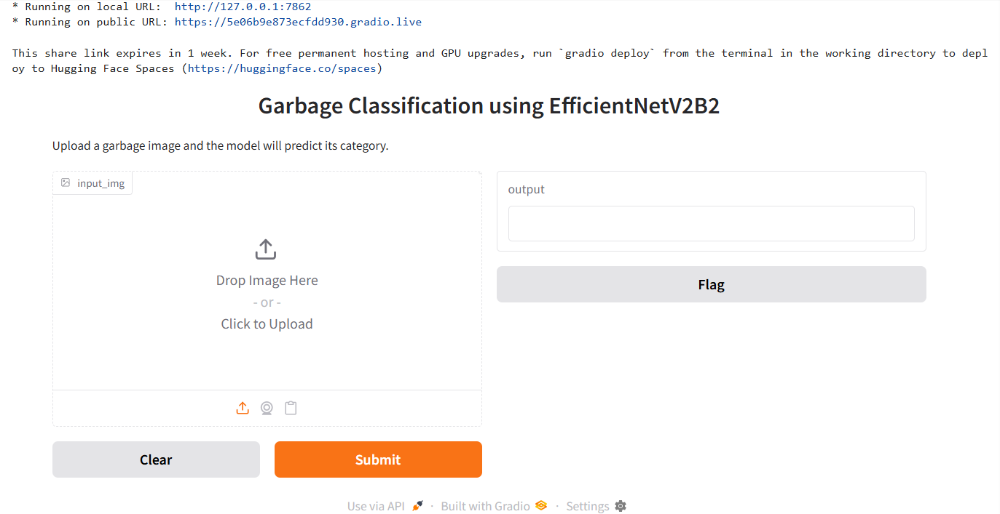 * Running on local URL:  http://127.0.0.1:7862
* Running on public URL: https://5e06b9e873ecfdd930.gradio.live
This share link expires in 1 week. For free permanent hosting and GPU upgrades, run `gradio deploy` from the terminal in the working directory to depl
oy to Hugging Face Spaces (https://huggingface.co/spaces)
Garbage Classification using EfficientNetV2B2
Upload a garbage image and the model will predict its category.
input_img
Drop Image Here
- or -
Click to Upload
Clear
Submit
output
Flag
Use via API · Built with Gradio · Settings